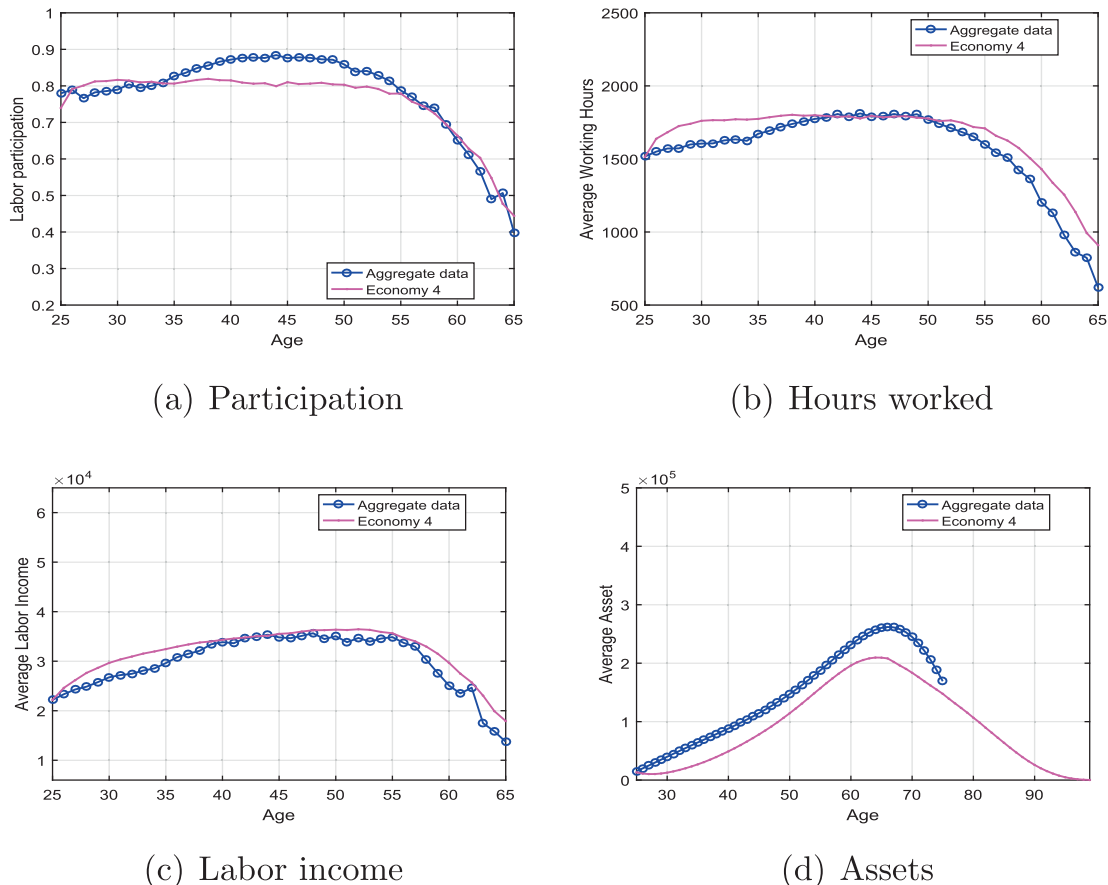 1
0.9
0.8
0.7
0.6
0.5
0.4
0.3
0.2
Labor participation
Aggregate data
Economy 4
25 30 35 40 45 50 55 60 65
Age
(a) Participation
2500
2000
1500
1000
500
Average Working Hours
Aggregate data
Economy 4
25 30 35 40 45 50 55 60 65
Age
(b) Hours worked
×10^4
6
5
4
3
2
1
Average Labor Income
Aggregate data
Economy 4
25 30 35 40 45 50 55 60 65
Age
(c) Labor income
×10^5
5
4
3
2
1
0
Average Asset
Aggregate data
Economy 4
30 40 50 60 70 80 90
Age
(d) Assets